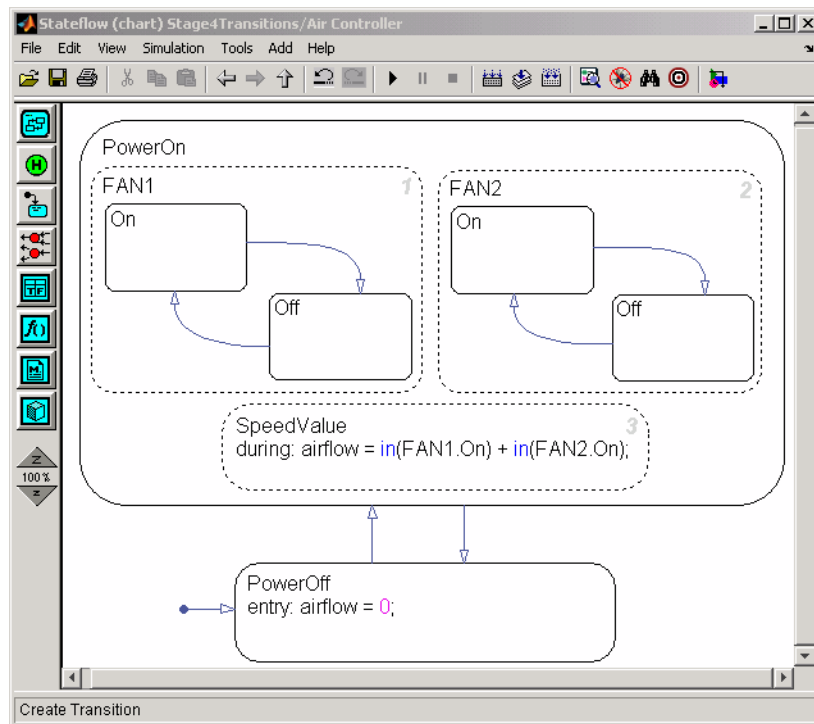 Stateflow (chart) Stage4Transitions/Air Controller
File Edit View Simulation Tools Add Help
PowerOn
FAN1
1
FAN2
2
On
On
Off
Off
SpeedValue
3
during: airflow = in(FAN1.On) + in(FAN2.On);
PowerOff
entry: airflow = 0;
H
TF
f()
M
Z
100%
z
Create Transition